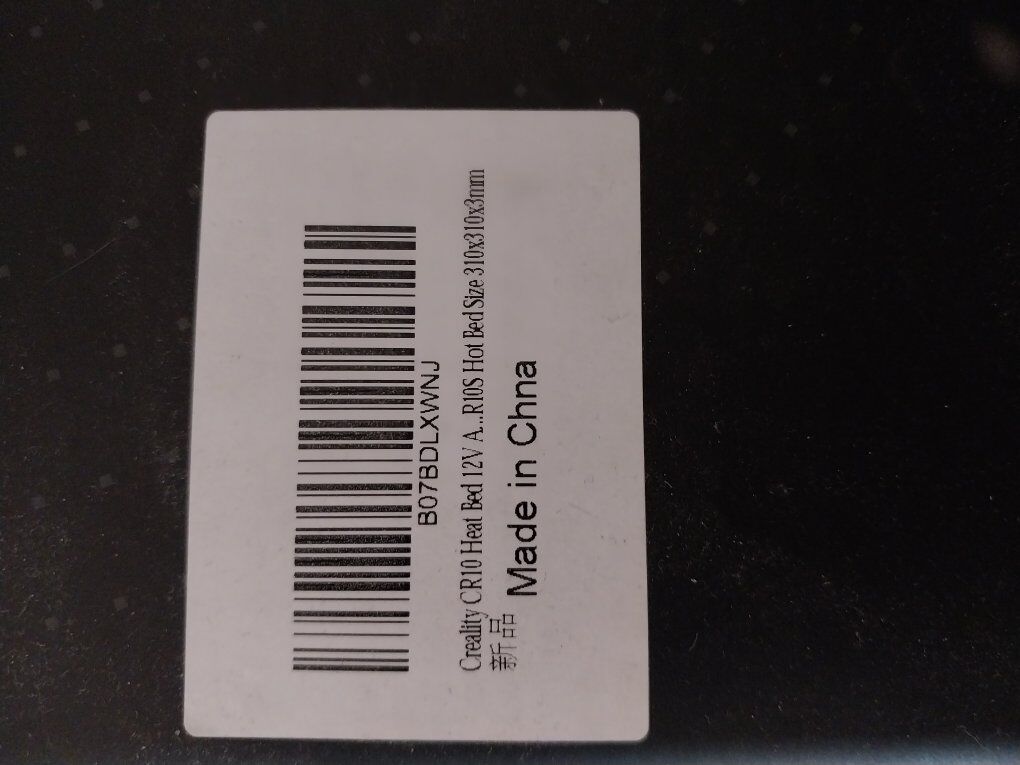 B07BDLXWNJ
Creality CR10 Heat Bed 12V A...R10S Hot Bed Size 310x310x3mm
新品
Made in Chna